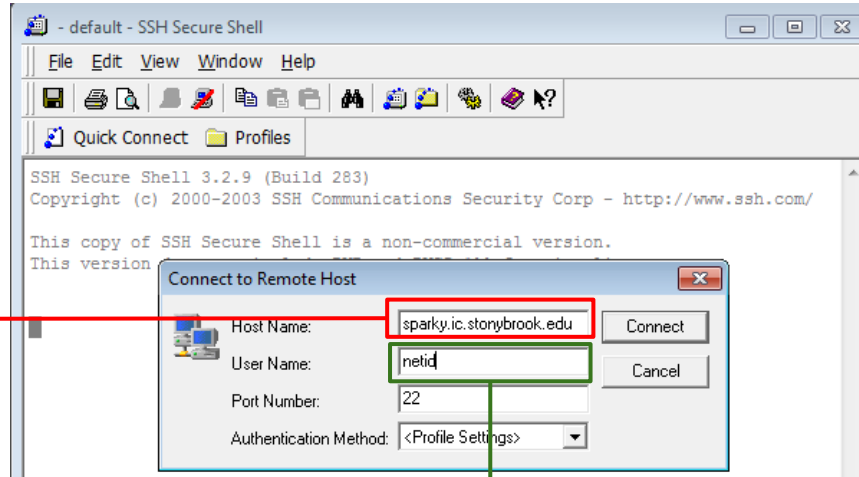 - default - SSH Secure Shell
File Edit View Window Help
Quick Connect Profiles
SSH Secure Shell 3.2.9 (Build 283)
Copyright (c) 2000-2003 SSH Communications Security Corp - http://www.ssh.com/
This copy of SSH Secure Shell is a non-commercial version.
This version
Connect to Remote Host
Host Name: sparky.ic.stonybrook.edu Connect
User Name: netid Cancel
Port Number: 22
Authentication Method: <Profile Settings>